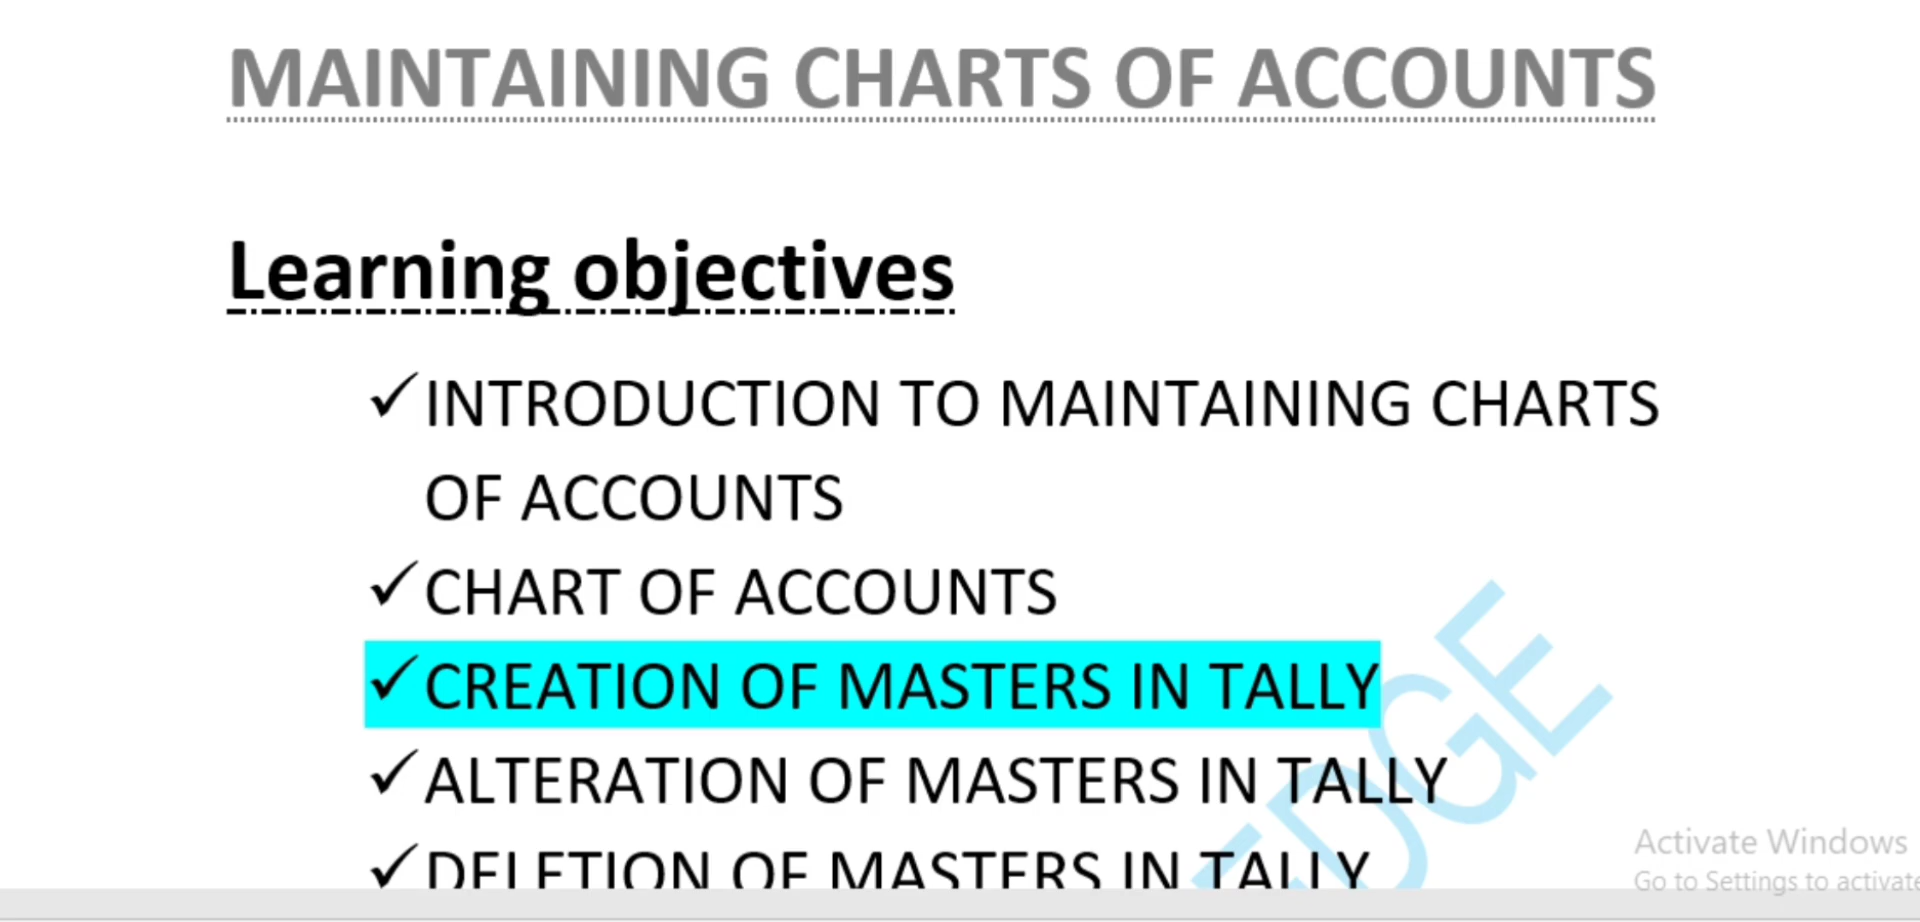 MAINTAINING CHARTS OF ACCOUNTS
Learning objectives
✓INTRODUCTION TO MAINTAINING CHARTS
OF ACCOUNTS
✓CHART OF ACCOUNTS
✓CREATION OF MASTERS IN TALLY
✓ALTERATION OF MASTERS IN TALLY
✓DELETION OF MASTERS IN TALLY
EDGE
Activate Windows
Go to Settings to activate